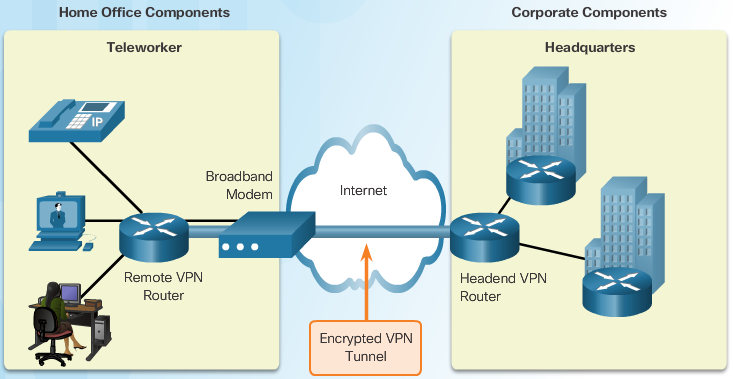 Home Office Components
Corporate Components
Teleworker
Headquarters
IP
Broadband
Modem
Internet
Remote VPN
Router
Headend VPN
Router
Encrypted VPN
Tunnel